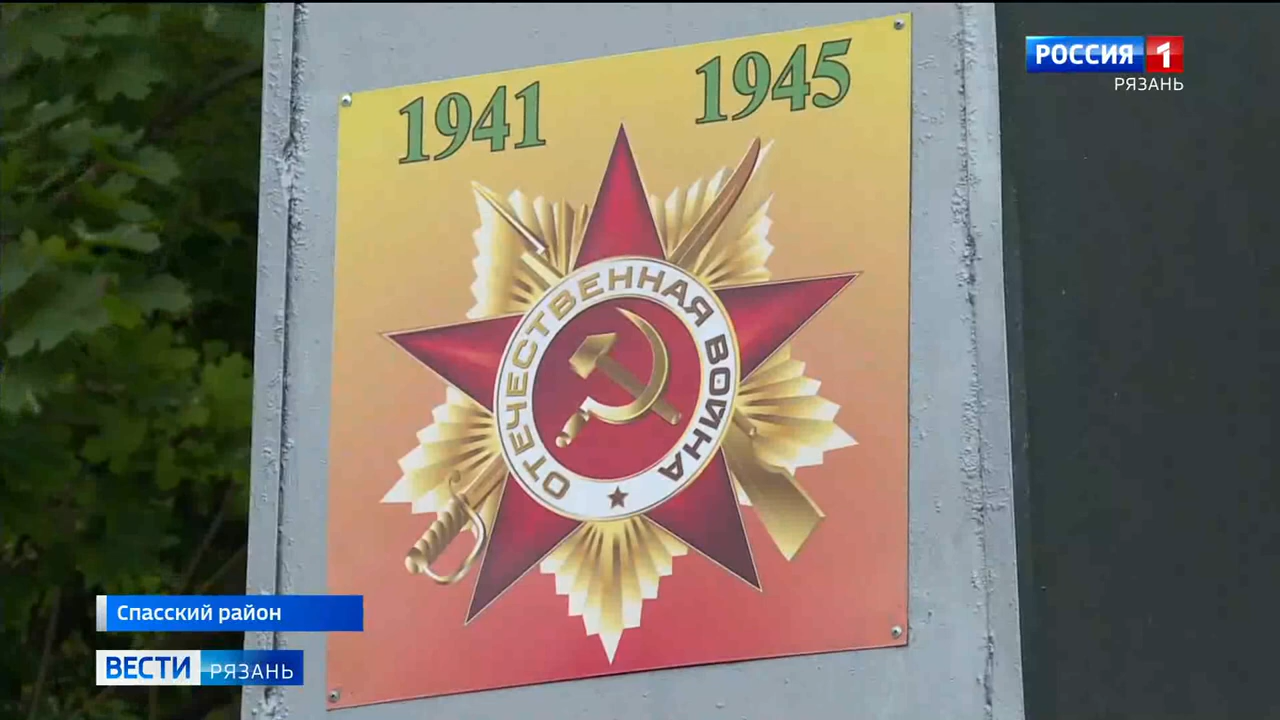 1941 1945
РОССИЯ 1
РЯЗАНЬ
ОТЕЧЕСТВЕННАЯ ВОЙНА
Спасский район
ВЕСТИ РЯЗАНЬ